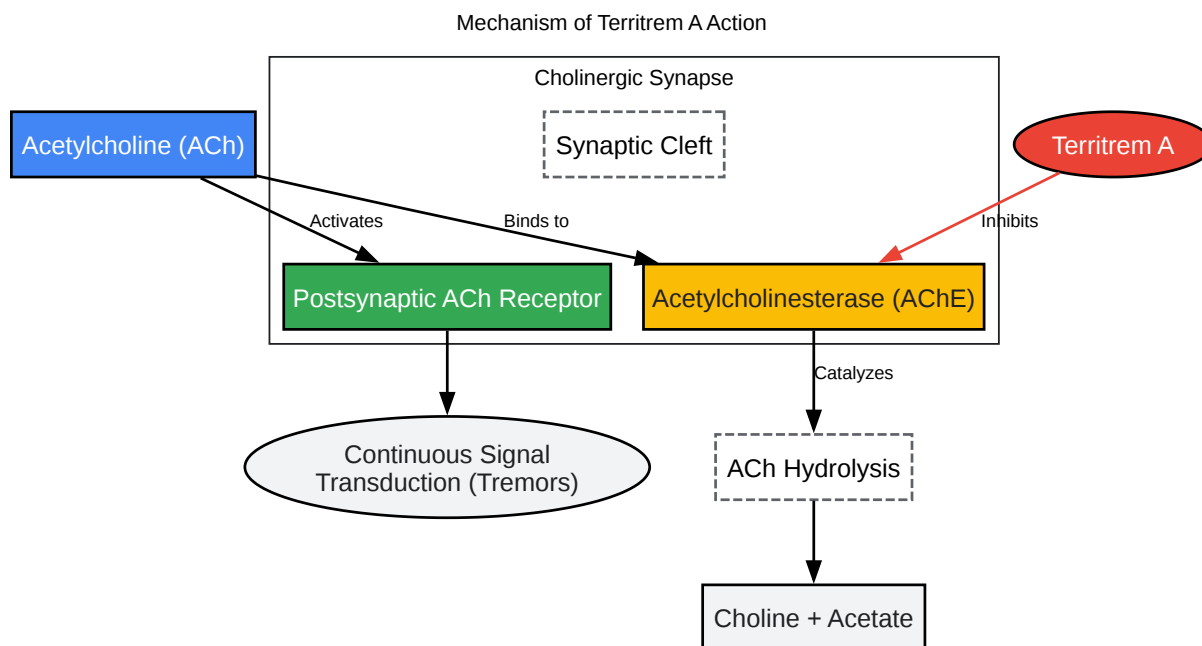 Mechanism of Territrem A Action
Cholinergic Synapse
Acetylcholine (ACh)
Synaptic Cleft
Territrem A
Activates
Binds to
Inhibits
Postsynaptic ACh Receptor
Acetylcholinesterase (AChE)
Catalyzes
Continuous Signal
Transduction (Tremors)
ACh Hydrolysis
Choline + Acetate